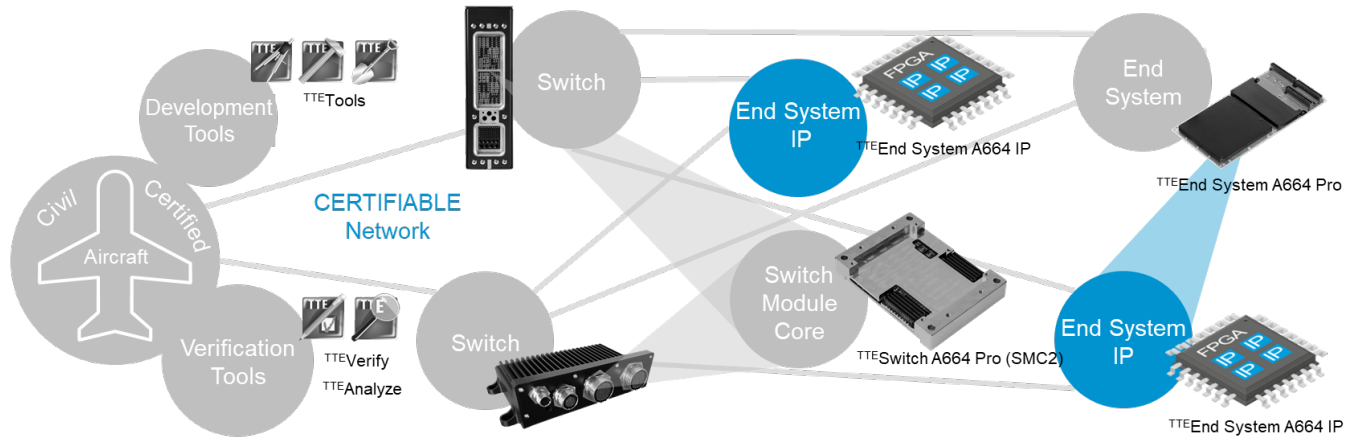 TTE
TTE
TTE
TTETools
Development
Tools
Switch
End System
IP
FPGA
IP
IP
IP
IP
TTEEnd System A664 IP
End
System
TTEEnd System A664 Pro
Civil
Certified
Aircraft
CERTIFIABLE
Network
Switch
Module
Core
TTESwitch A664 Pro (SMC2)
TTE
TTE
E
TTEVerify
TTEAnalyze
Verification
Tools
Switch
End System
IP
FPGA
IP
IP
IP
IP
TTEEnd System A664 IP